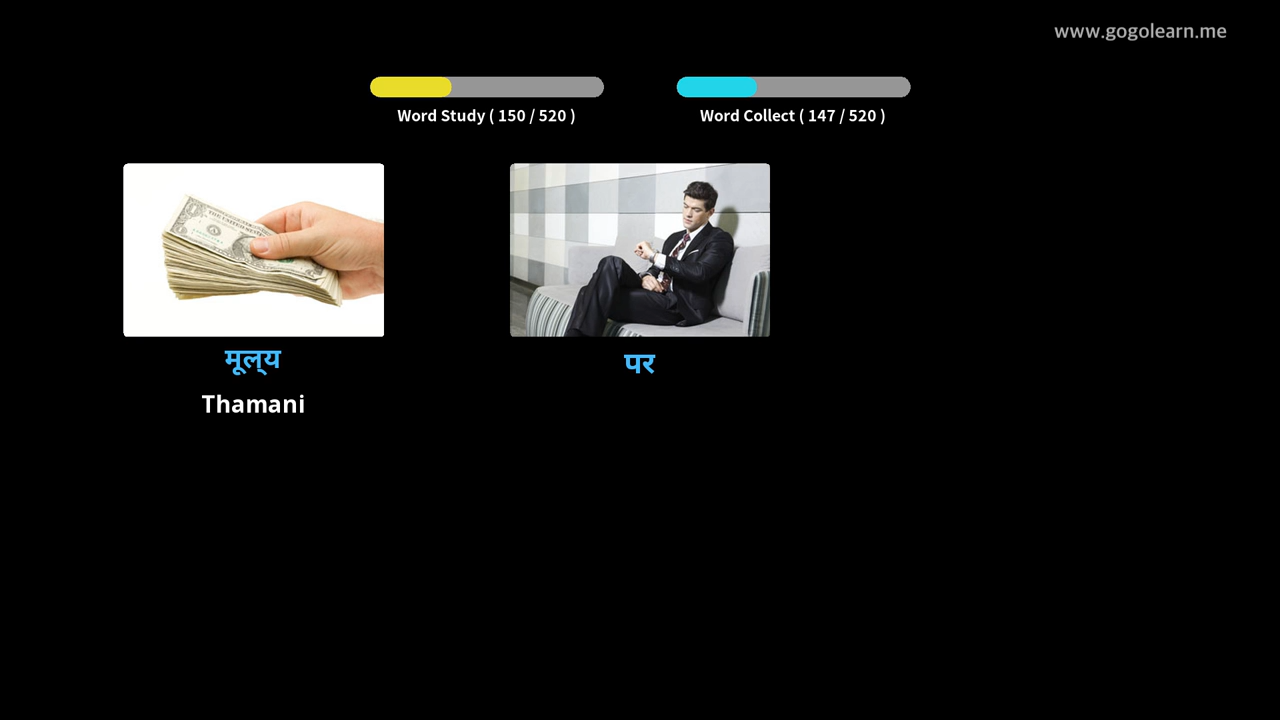 www.gogolearn.me
Word Study ( 150 / 520 )
Word Collect ( 147 / 520 )
मूल्य
पर
Thamani